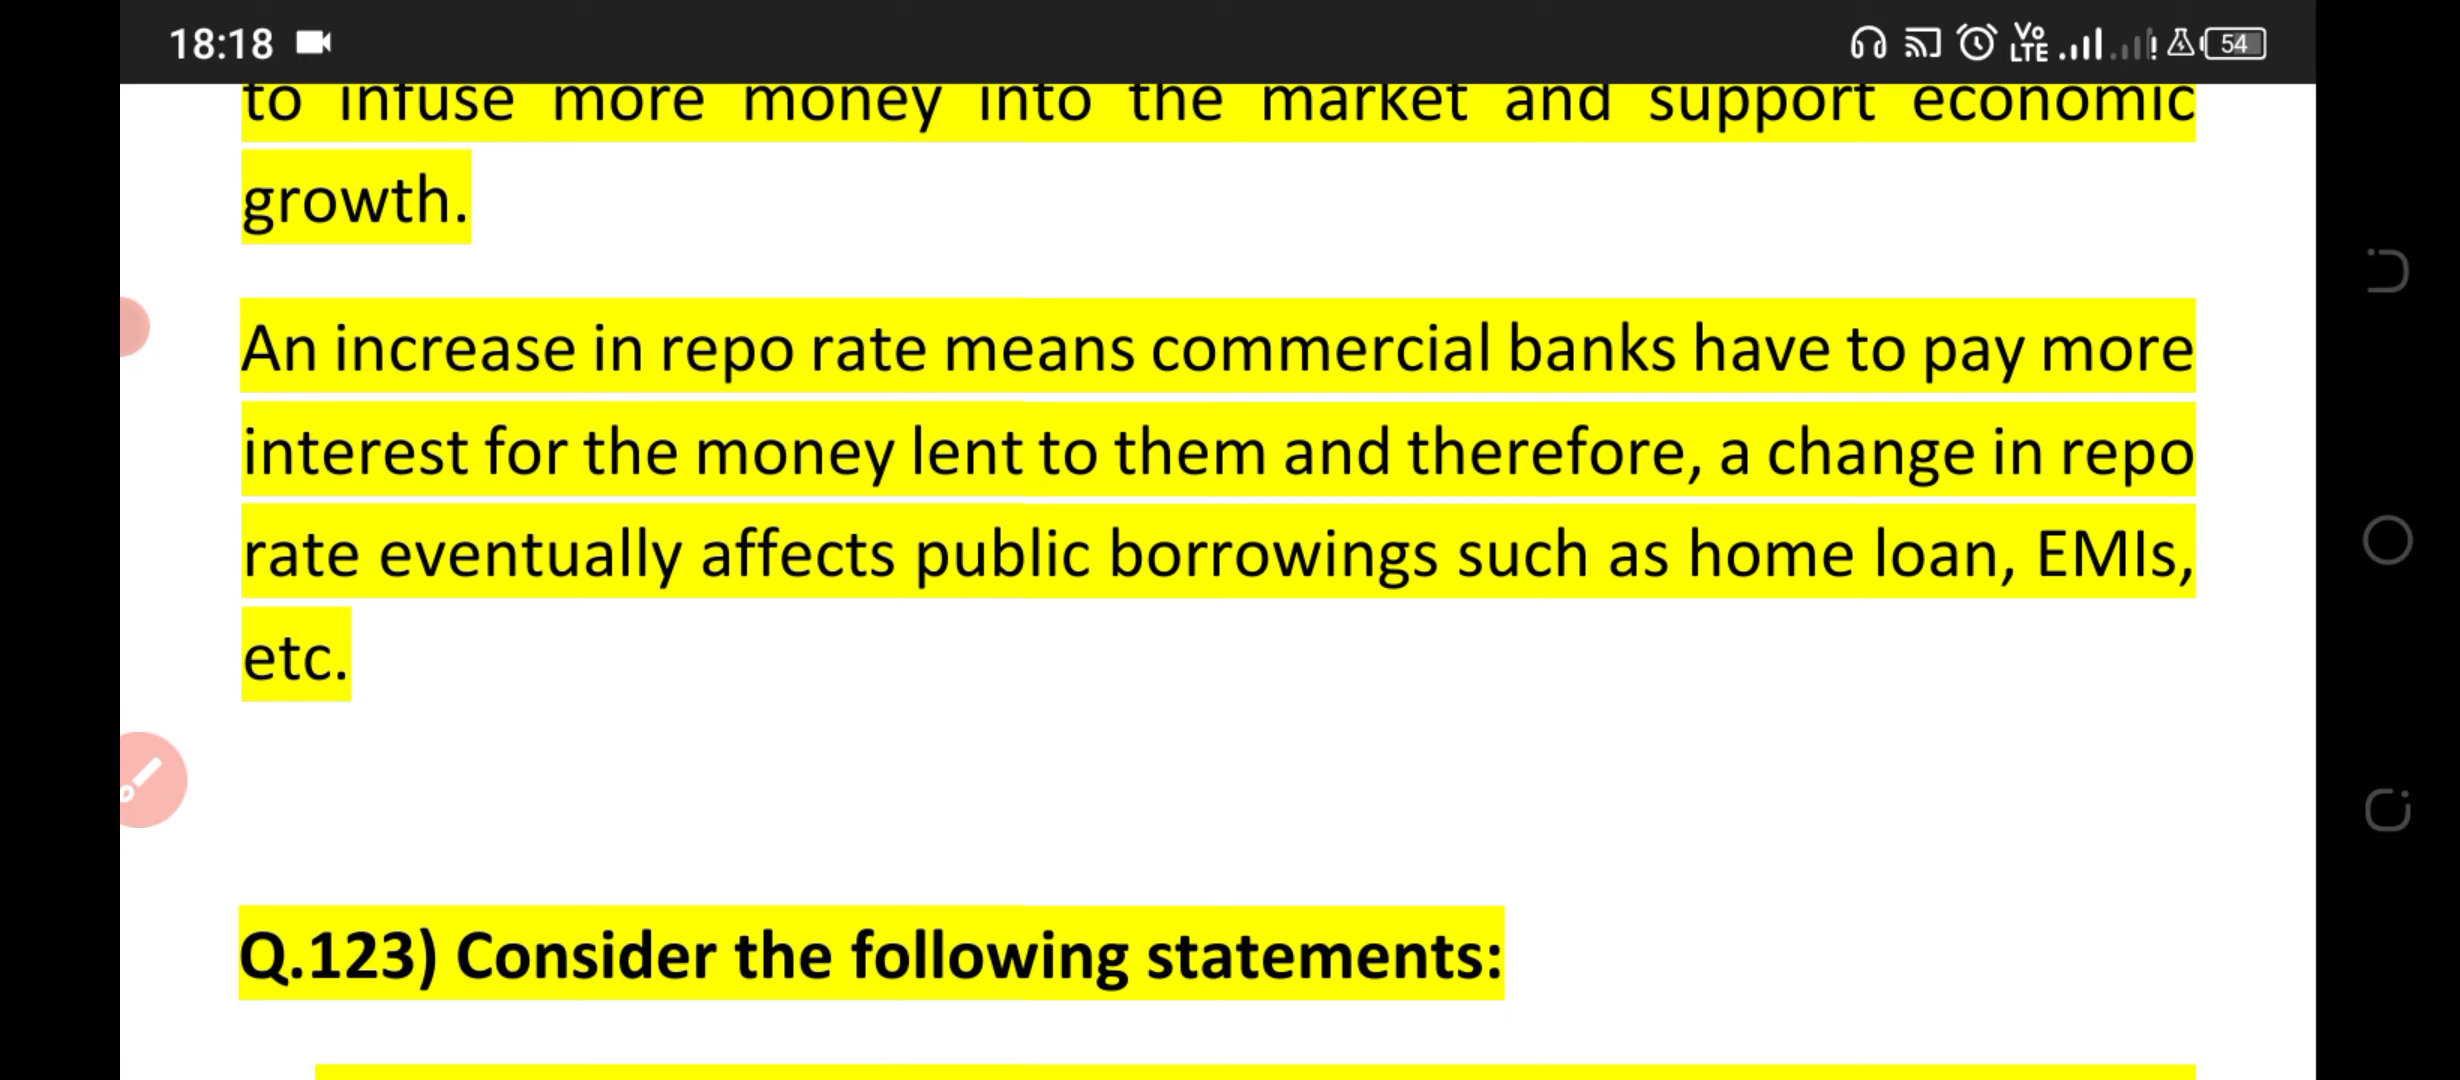 18:18
Vo
LTE
54
to infuse more money into the market and support economic
growth.
An increase in repo rate means commercial banks have to pay more
interest for the money lent to them and therefore, a change in repo
rate eventually affects public borrowings such as home loan, EMIs,
etc.
Q.123) Consider the following statements: